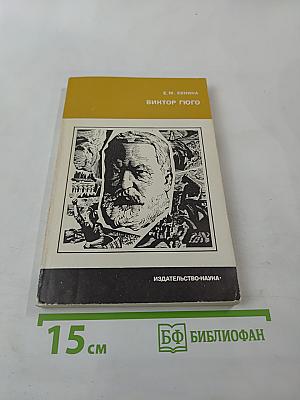 Е.М. ЕВНИНА
ВИКТОР ГЮГО
ИЗДАТЕЛЬСТВО·НАУКА·
15 см
БФ БИБЛИОФАН